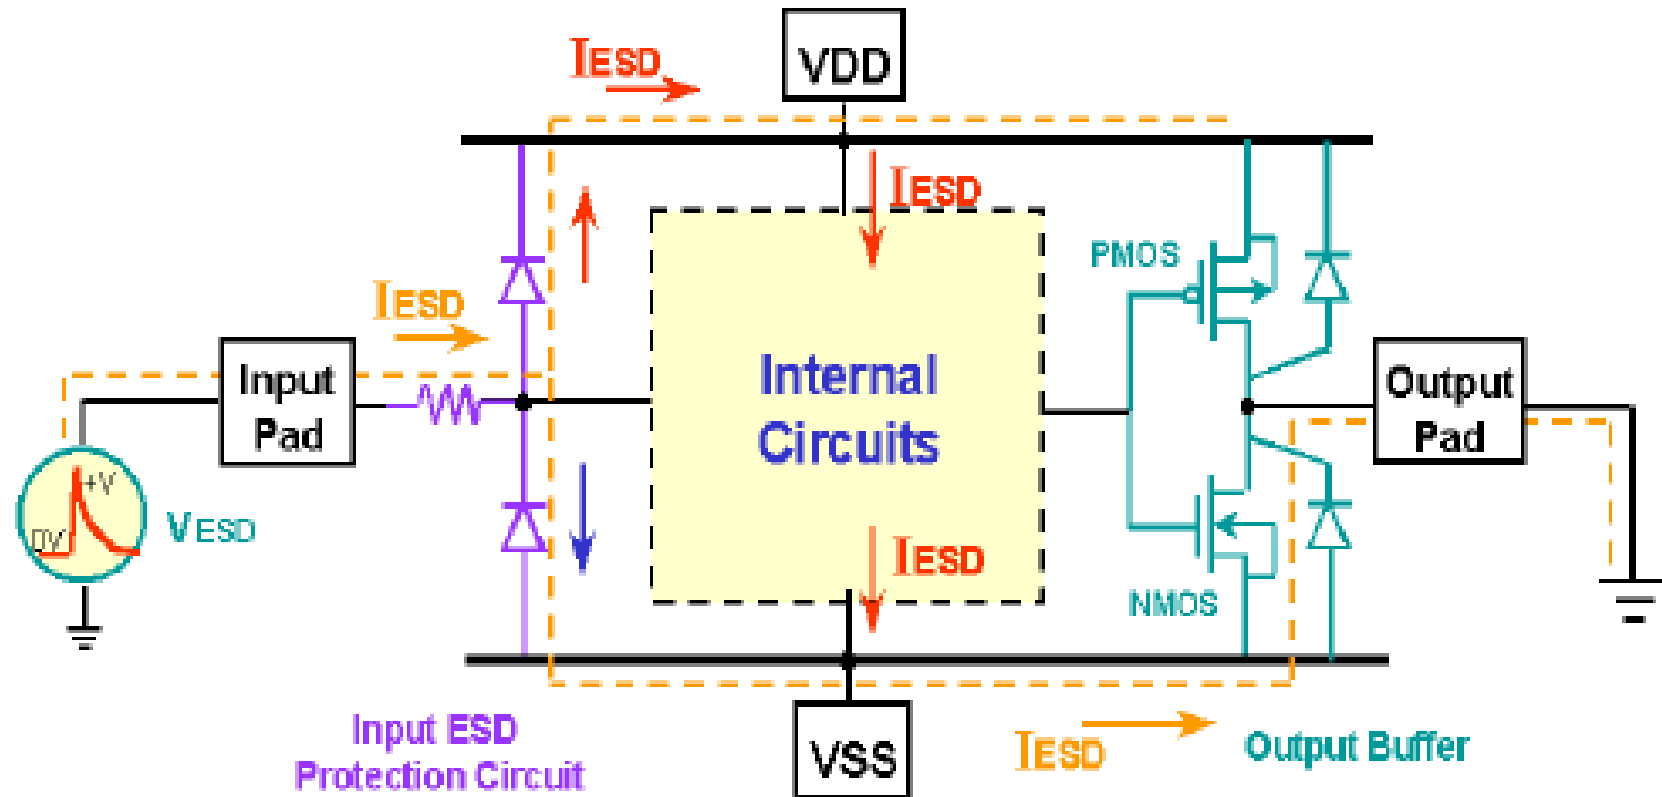 IESD
VDD
IESD
PMOS
IESD
Input
Pad
Internal
Circuits
Output
Pad
+V
0V
VESD
IESD
NMOS
Input ESD
Protection Circuit
VSS
IESD
Output Buffer